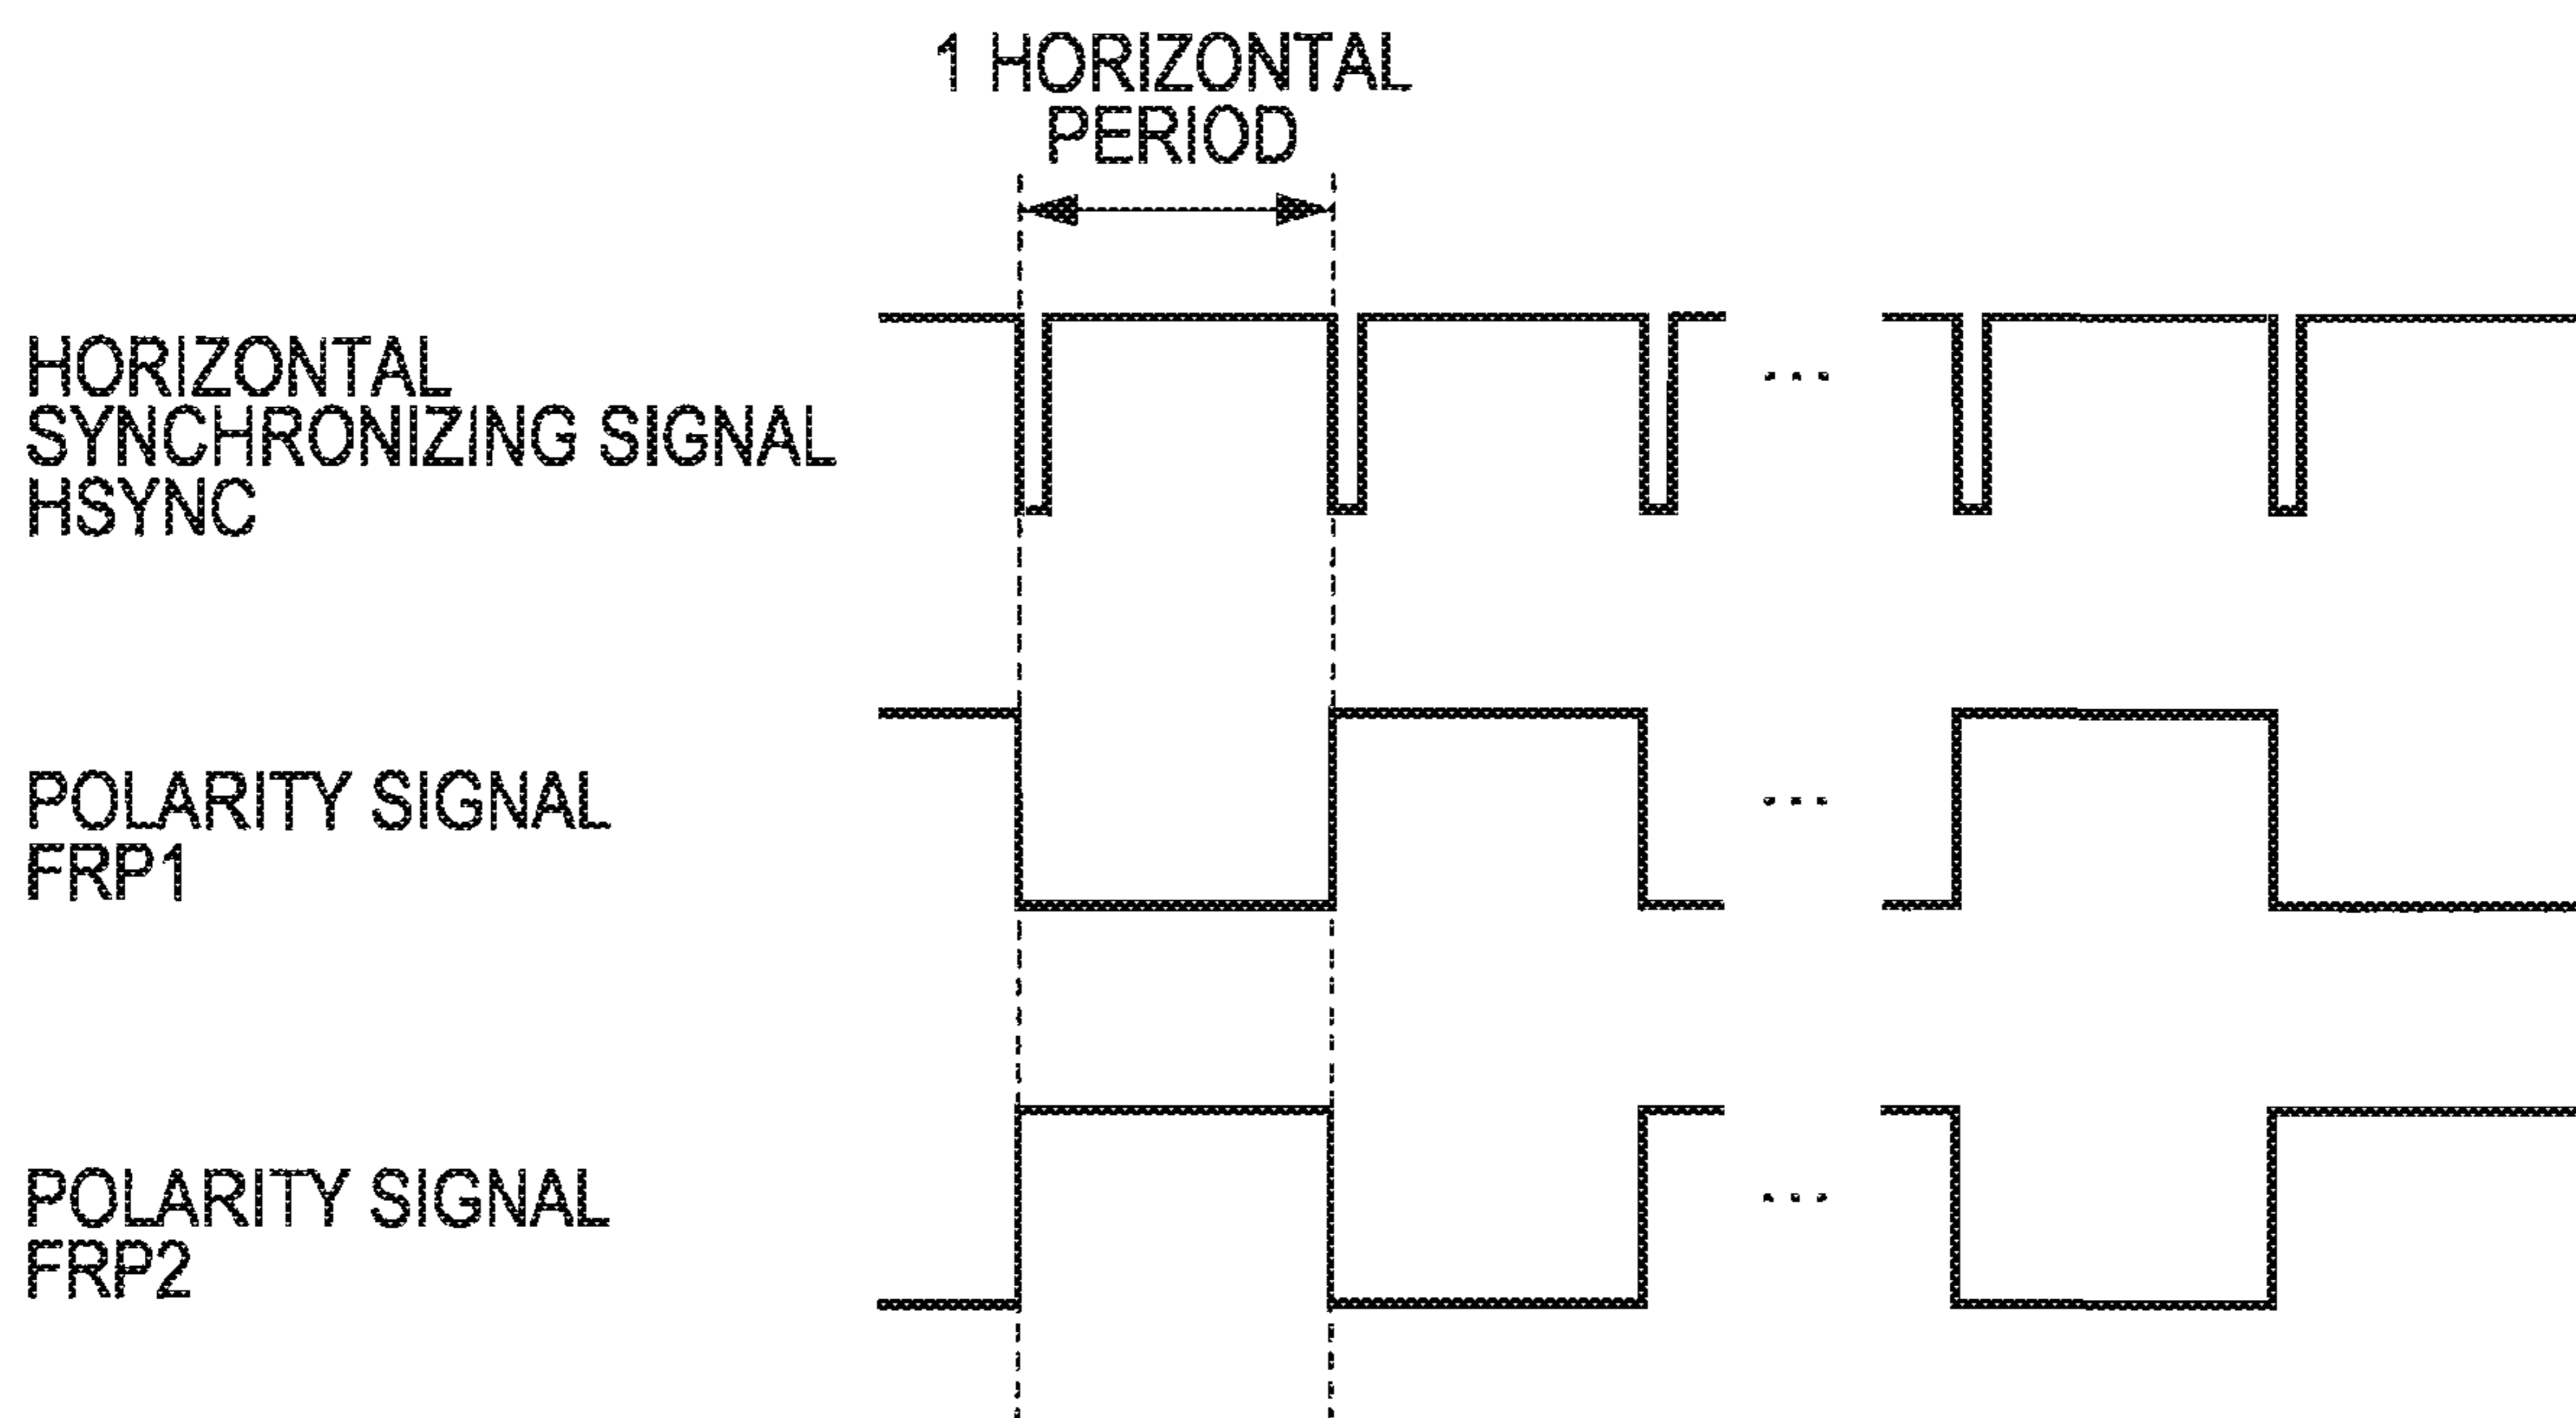 1 HORIZONTAL
PERIOD
HORIZONTAL
SYNCHRONIZING SIGNAL
HSYNC
...
POLARITY SIGNAL
FRP1
...
POLARITY SIGNAL
FRP2
...